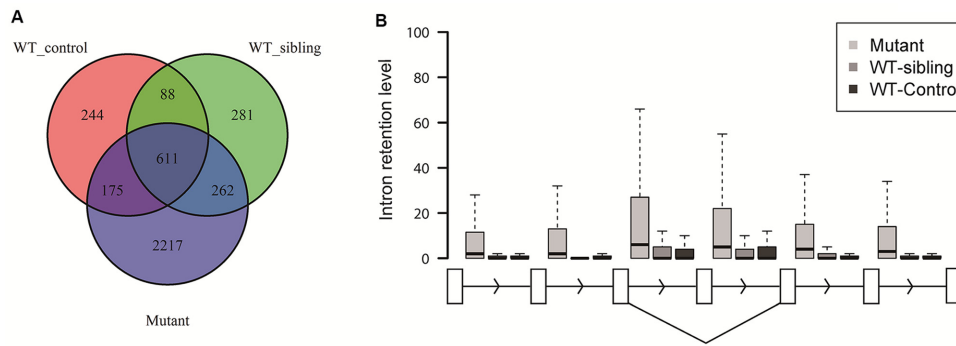 A
WT_control
WT_sibling
244
88
281
611
175
262
2217
Mutant
B
Intron retention level
100
80
60
40
20
0
Mutant
WT-sibling
WT-Contro